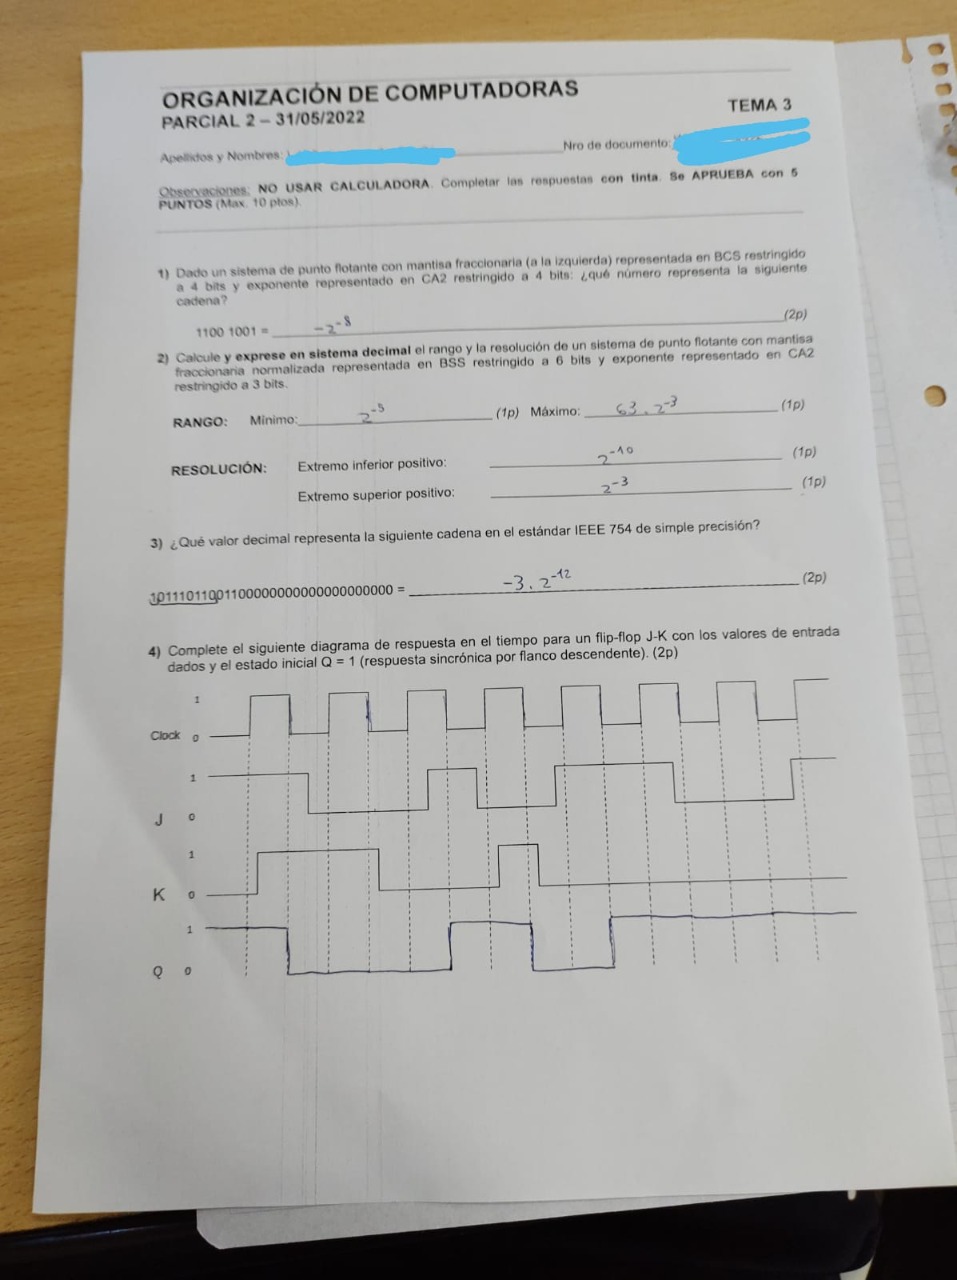 ORGANIZACIÓN DE COMPUTADORAS
PARCIAL 2 – 31/05/2022
TEMA 3
Apellidos y Nombres:
Nro de documento:
Observaciones: NO USAR CALCULADORA. Completar las respuestas con tinta. Se APRUEBA con 5
PUNTOS (Max. 10 ptos).
1) Dado un sistema de punto flotante con mantisa fraccionaria (a la izquierda) representada en BCS restringido
a 4 bits y exponente representado en CA2 restringido a 4 bits: ¿qué número representa la siguiente
cadena?
1100 1001 = -2^-8 (2p)
2) Calcule y exprese en sistema decimal el rango y la resolución de un sistema de punto flotante con mantisa
fraccionaria normalizada representada en BSS restringido a 6 bits y exponente representado en CA2
restringido a 3 bits.
RANGO: Mínimo: 2^-5 (1p) Máximo: 63 . 2^-3 (1p)
RESOLUCIÓN: Extremo inferior positivo: 2^-10 (1p)
Extremo superior positivo: 2^-3 (1p)
3) ¿Qué valor decimal representa la siguiente cadena en el estándar IEEE 754 de simple precisión?
10111011001100000000000000000000 = -3 . 2^-12 (2p)
4) Complete el siguiente diagrama de respuesta en el tiempo para un flip-flop J-K con los valores de entrada
dados y el estado inicial Q = 1 (respuesta sincrónica por flanco descendente). (2p)
1
Clock 0
1
J 0
1
K 0
1
Q 0